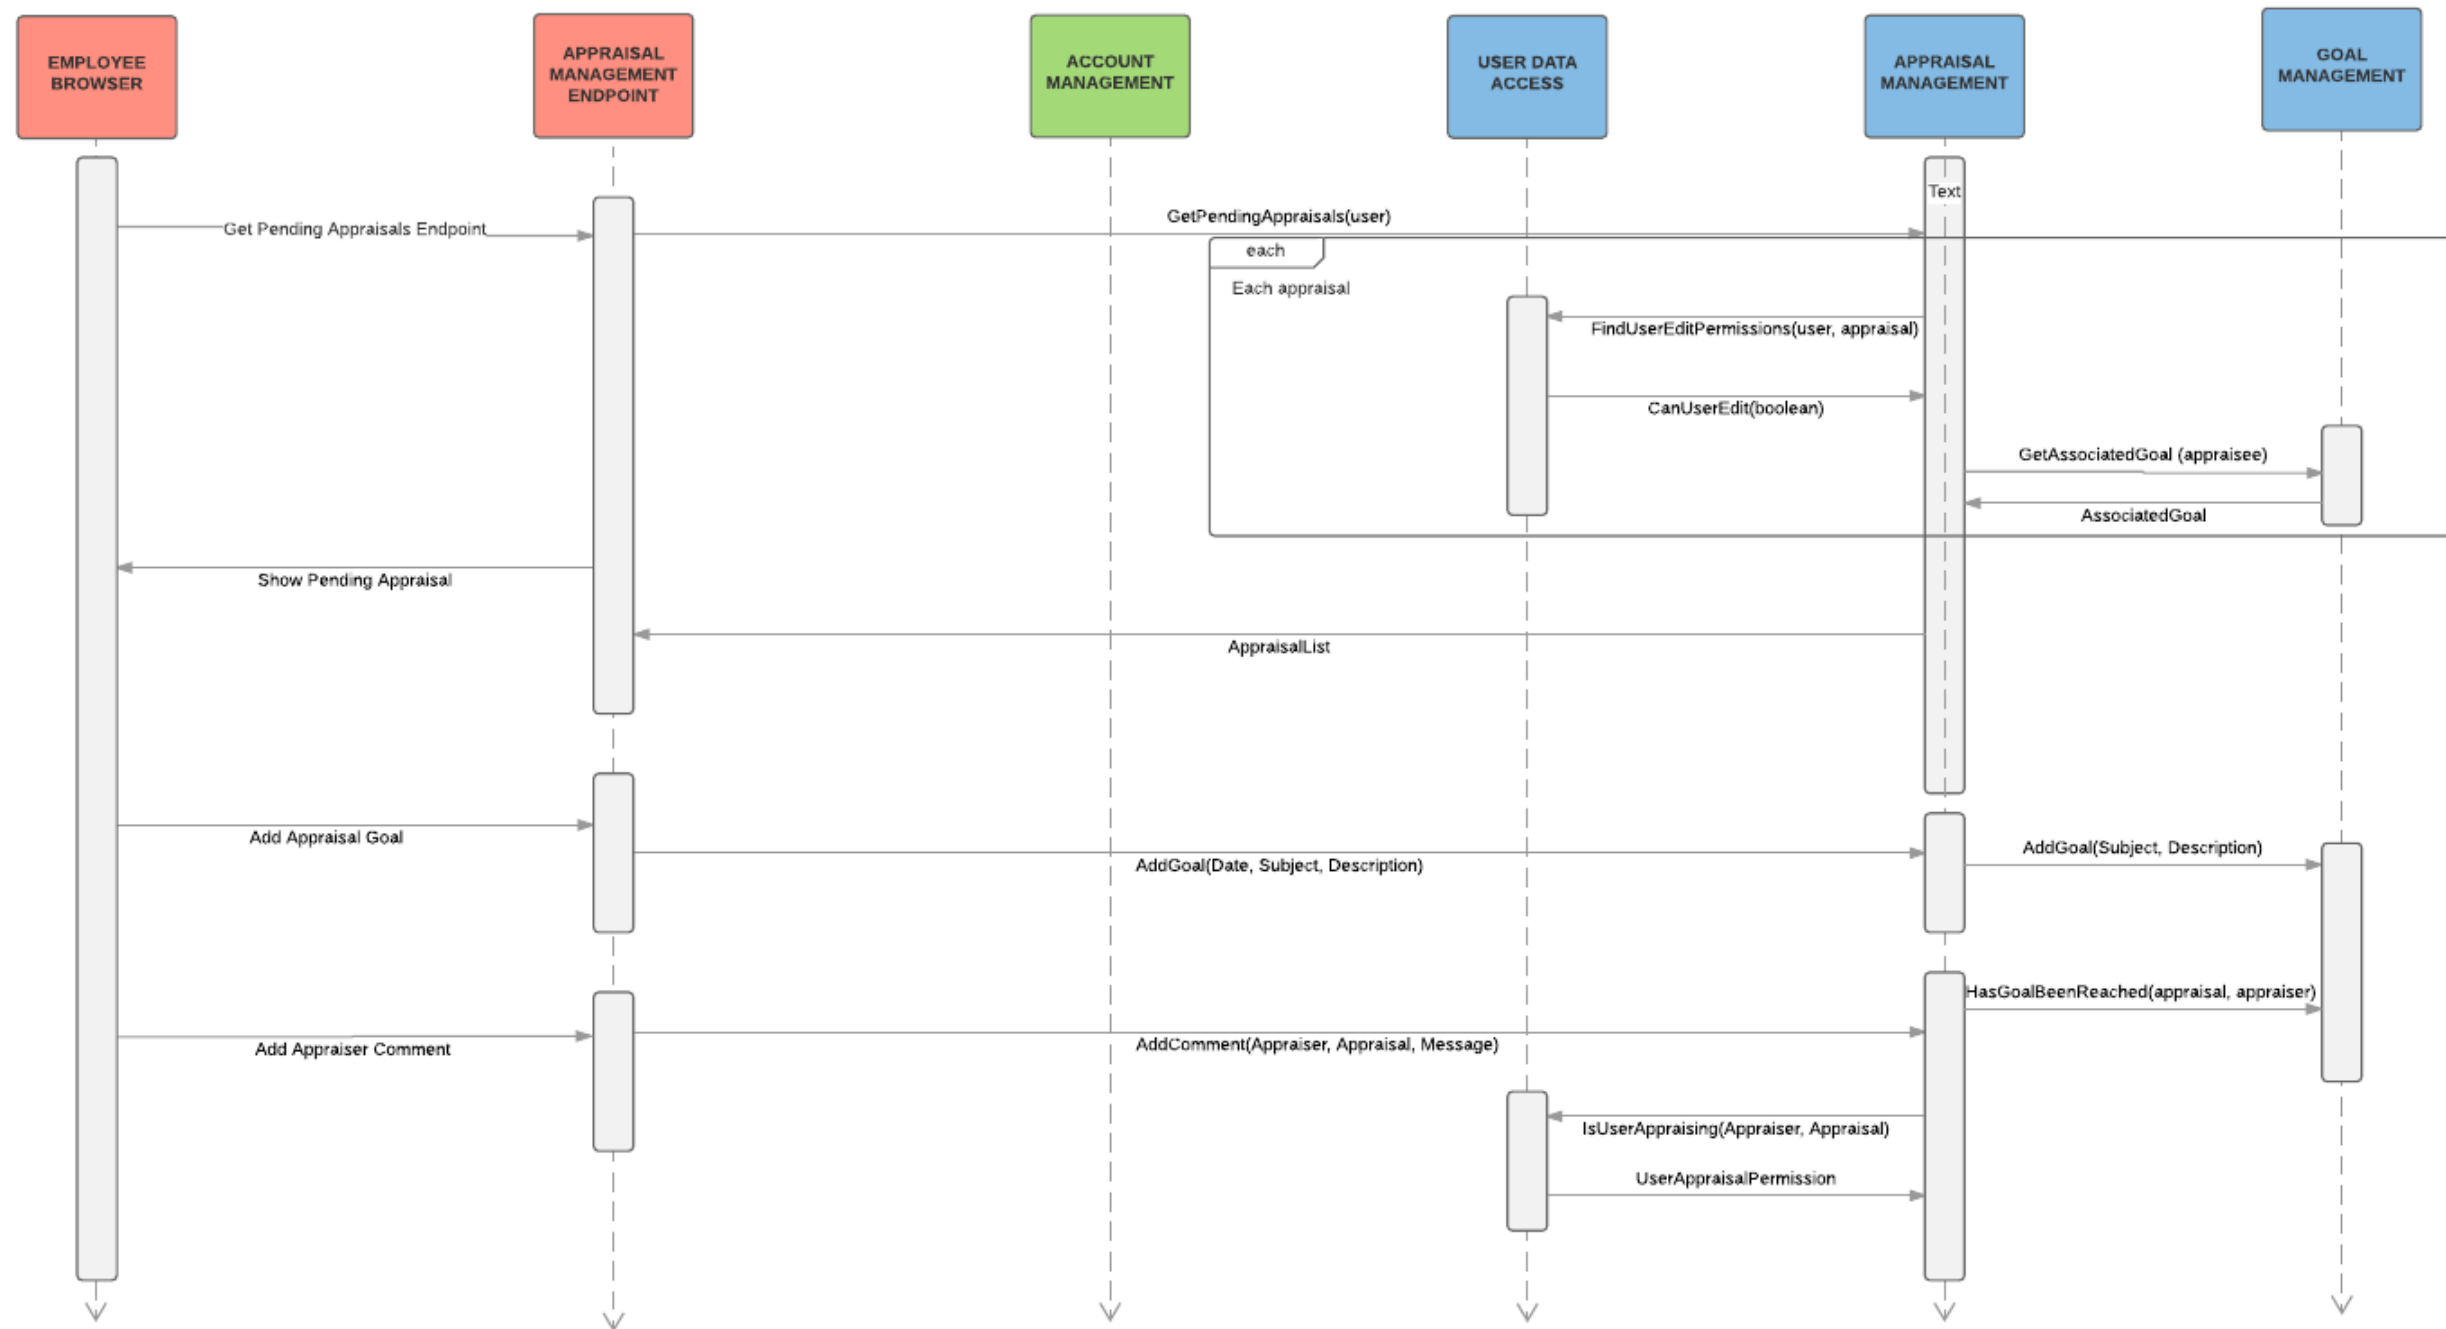 EMPLOYEE
BROWSER
APPRAISAL
MANAGEMENT
ENDPOINT
ACCOUNT
MANAGEMENT
USER DATA
ACCESS
APPRAISAL
MANAGEMENT
GOAL
MANAGEMENT
Text
Get Pending Appraisals Endpoint
GetPendingAppraisals(user)
each
Each appraisal
FindUserEditPermissions(user, appraisal)
CanUserEdit(boolean)
GetAssociatedGoal (appraisee)
AssociatedGoal
Show Pending Appraisal
AppraisalList
Add Appraisal Goal
AddGoal(Date, Subject, Description)
AddGoal(Subject, Description)
HasGoalBeenReached(appraisal, appraiser)
Add Appraiser Comment
AddComment(Appraiser, Appraisal, Message)
IsUserAppraising(Appraiser, Appraisal)
UserAppraisalPermission